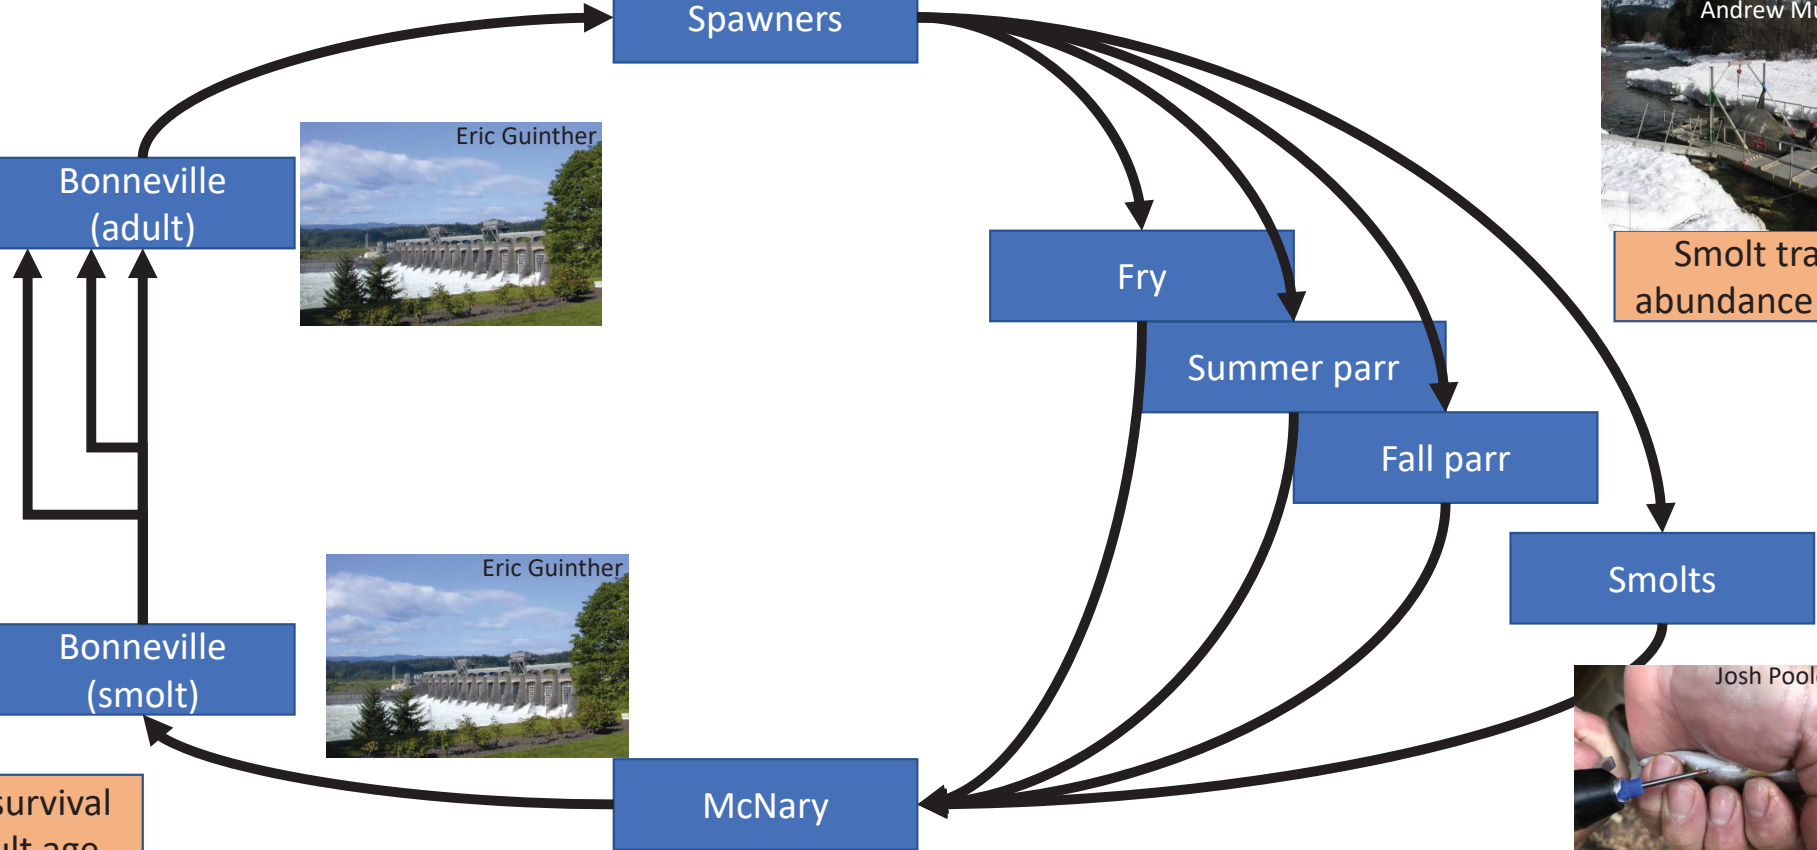 Spawners
Andrew
Eric Guinther
Bonneville
(adult)
Fry
Smolt
abundance
Summer parr
Fall parr
Eric Guinther
Smolts
Bonneville
(smolt)
Josh
McNary
survival
age